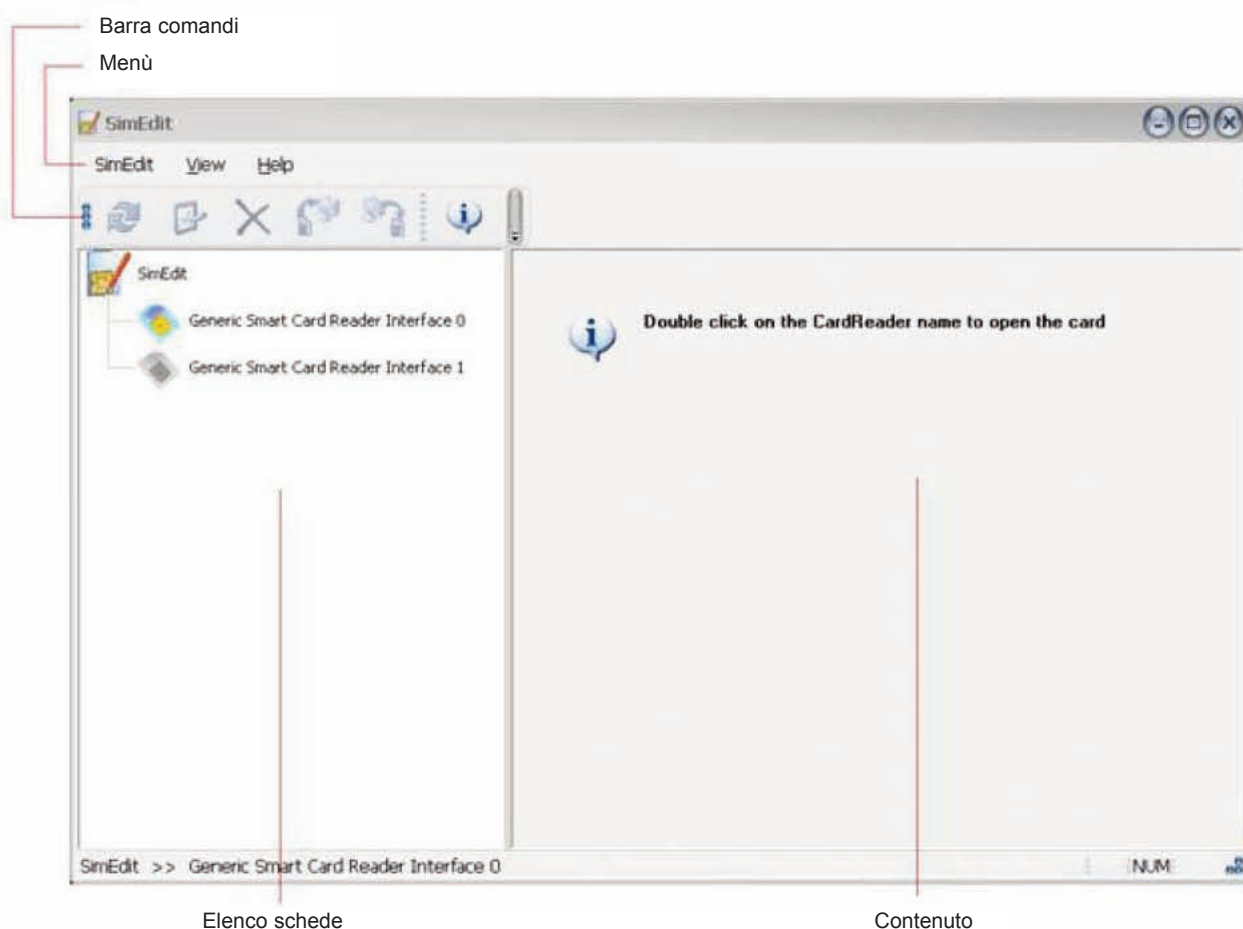 Barra comandi
Menù
SimEdit
SimEdit View Help
SimEdit
Generic Smart Card Reader Interface 0
Generic Smart Card Reader Interface 1
Double click on the CardReader name to open the card
SimEdit >> Generic Smart Card Reader Interface 0
NUM
Elenco schede
Contenuto